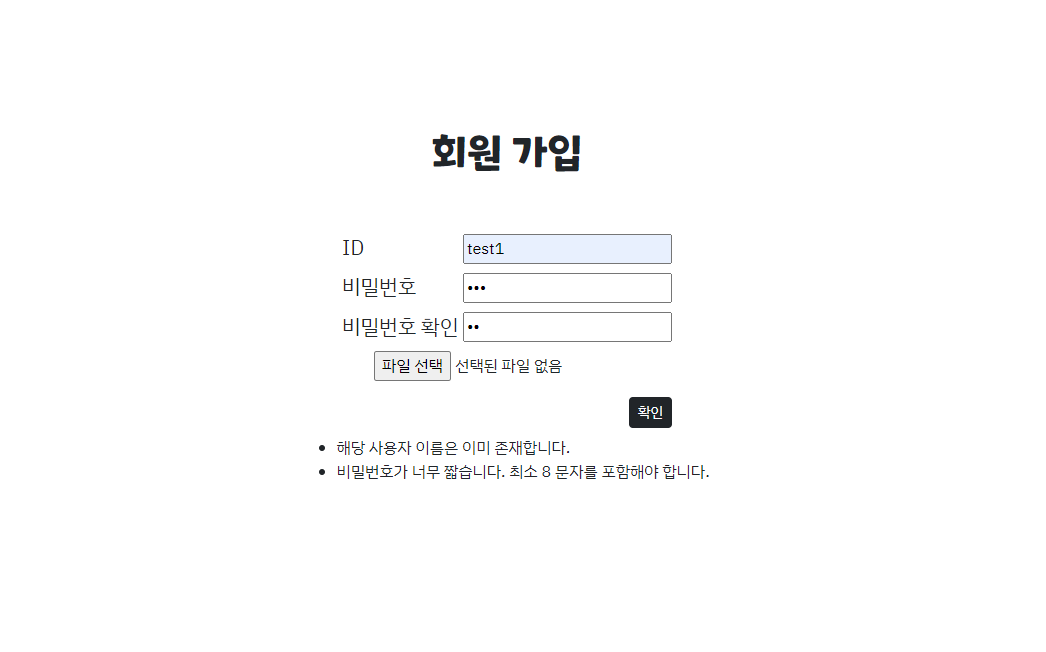 회원 가입
ID test1
비밀번호 •••
비밀번호 확인 ••
파일 선택 선택된 파일 없음
확인
• 해당 사용자 이름은 이미 존재합니다.
• 비밀번호가 너무 짧습니다. 최소 8 문자를 포함해야 합니다.